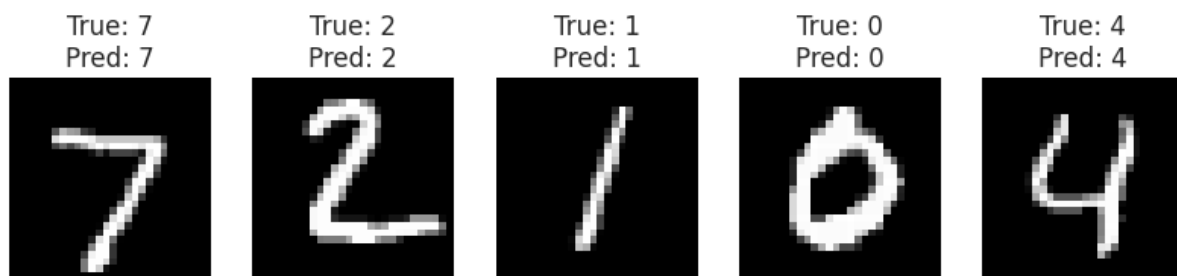 True: 7
Pred: 7
True: 2
Pred: 2
True: 1
Pred: 1
True: 0
Pred: 0
True: 4
Pred: 4
7 2 1 0 4